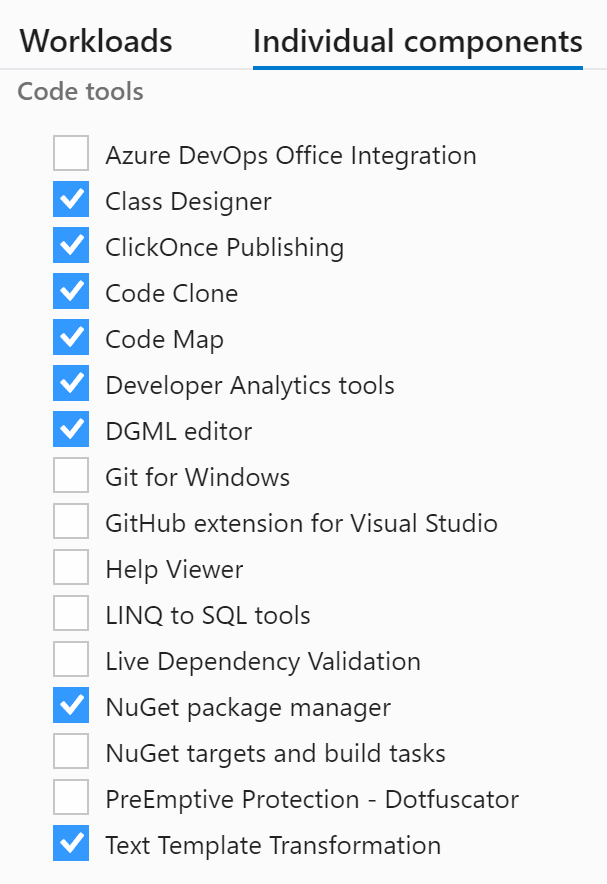 Workloads Individual components
Code tools
Azure DevOps Office Integration
Class Designer
ClickOnce Publishing
Code Clone
Code Map
Developer Analytics tools
DGML editor
Git for Windows
GitHub extension for Visual Studio
Help Viewer
LINQ to SQL tools
Live Dependency Validation
NuGet package manager
NuGet targets and build tasks
PreEmptive Protection - Dotfuscator
Text Template Transformation